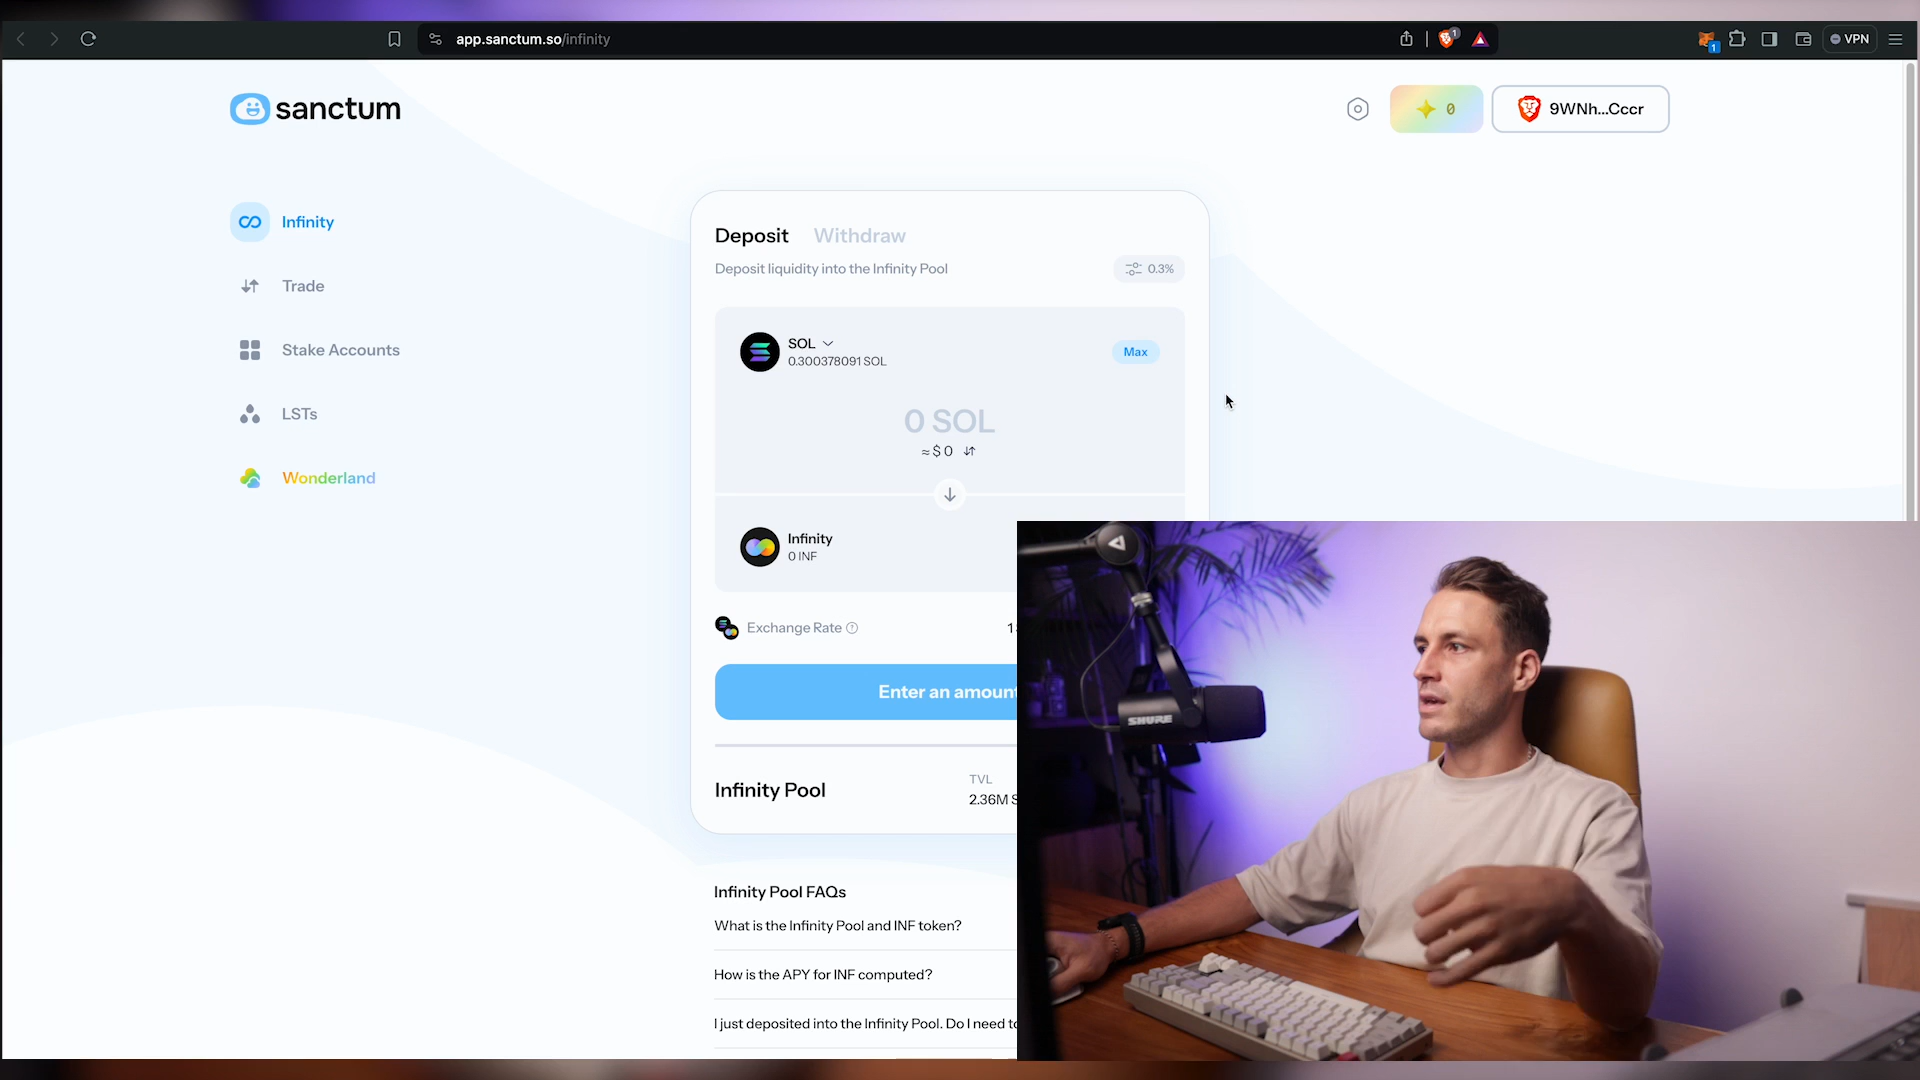 app.sanctum.so/infinity
1
1
VPN
sanctum
0
9WNh...Cccr
Infinity
Trade
Stake Accounts
LSTs
Wonderland
Deposit Withdraw
Deposit liquidity into the Infinity Pool
0.3%
SOL
0.300378091 SOL
Max
0 SOL
≈ $ 0
Infinity
0 INF
Exchange Rate
1
Enter an amount
Infinity Pool
TVL
2.36M S
Infinity Pool FAQs
What is the Infinity Pool and INF token?
How is the APY for INF computed?
I just deposited into the Infinity Pool. Do I need to
SHURE